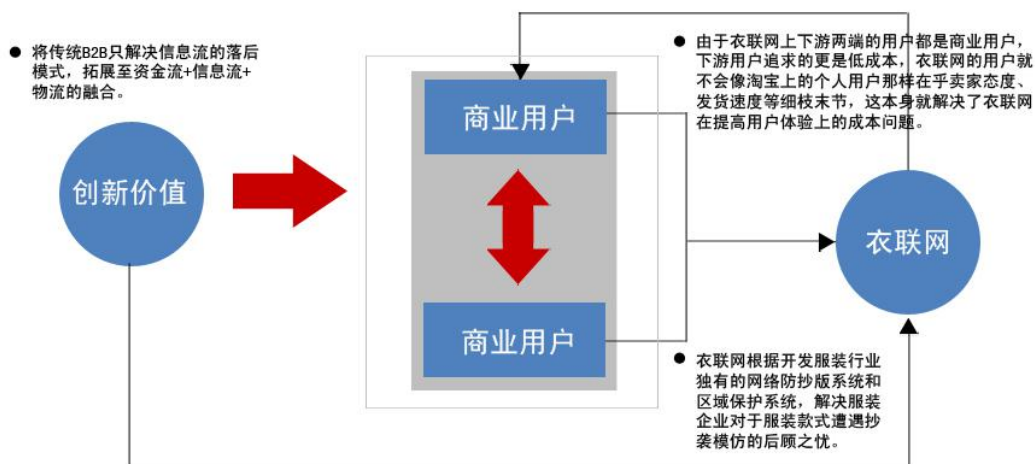 将传统B2B只解决信息流的落后
模式，拓展至资金流+信息流+
物流的融合。
创新价值
商业用户
商业用户
由于衣联网上下游两端的用户都是商业用户，
下游用户追求的更是低成本，衣联网的用户就
不会像淘宝上的个人用户那样在乎卖家态度、
发货速度等细枝末节，这本身就解决了衣联网
在提高用户体验上的成本问题。
衣联网
衣联网根据开发服装行业
独有的网络防抄版系统和
区域保护系统，解决服装
企业对于服装款式遭遇抄
袭模仿的后顾之忧。